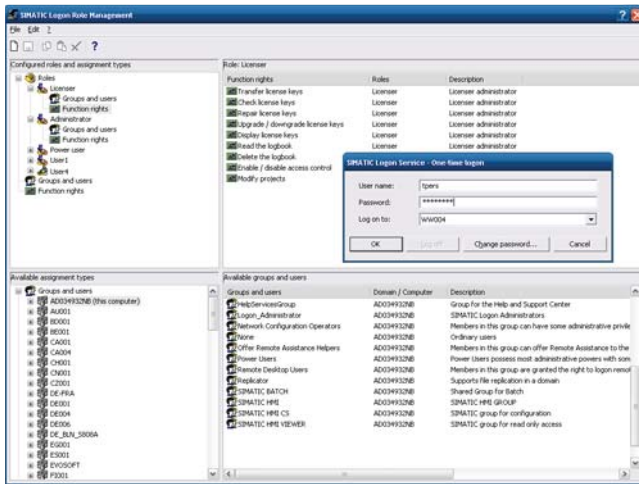 SIMATIC Logon Role Management
File Edit ?
Configured roles and assignment types
Roles
Licenser
Groups and users
Function rights
Administrator
Groups and users
Function rights
Power user
User1
User4
Groups and users
Function rights
Role: Licenser
Function rights Roles Description
Transfer license keys Licenser Licenser administrator
Check license keys Licenser Licenser administrator
Repair license keys Licenser Licenser administrator
Upgrade / downgrade license keys Licenser Licenser administrator
Display license keys Licenser Licenser administrator
Read the logbook Licenser Licenser administrator
Delete the logbook
Enable / disable access control
Modify projects
SIMATIC Logon Service - One-time logon
User name: tpers
Password: ********
Log on to: WW004
OK Log off Change password... Cancel
Available assignment types
Groups and users
AD034932NB (this computer)
AU001
BD001
BE001
CA001
CA004
CH001
CN001
CZ001
DE-FRA
DE001
DE004
DE006
DE_BLN_S808A
EG001
ES001
EVOSOFT
FI001
Available groups and users
Groups and users Domain / Computer Description
HelpServicesGroup AD034932NB Group for the Help and Support Center
Logon_Administrator AD034932NB SIMATIC Logon Administrators
Network Configuration Operators AD034932NB Members in this group can have some administrative privile
None AD034932NB Ordinary users
Offer Remote Assistance Helpers AD034932NB Members in this group can offer Remote Assistance to the
Power Users AD034932NB Power Users possess most administrative powers with som
Remote Desktop Users AD034932NB Members in this group are granted the right to logon remot
Replicator AD034932NB Supports file replication in a domain
SIMATIC BATCH AD034932NB Shared Group for Batch
SIMATIC HMI AD034932NB SIMATIC HMI GROUP
SIMATIC HMI CS AD034932NB SIMATIC group for configuration
SIMATIC HMI VIEWER AD034932NB SIMATIC group for read only access